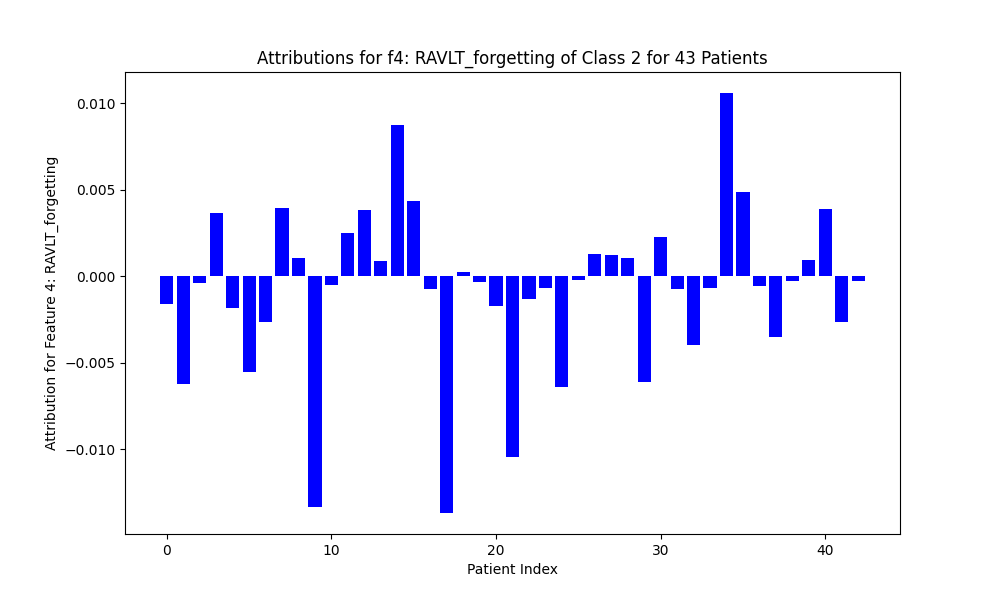 Attributions for f4: RAVLT_forgetting of Class 2 for 43 Patients
Attribution for Feature 4: RAVLT_forgetting
0.010
0.005
0.000
−0.005
−0.010
0 10 20 30 40
Patient Index